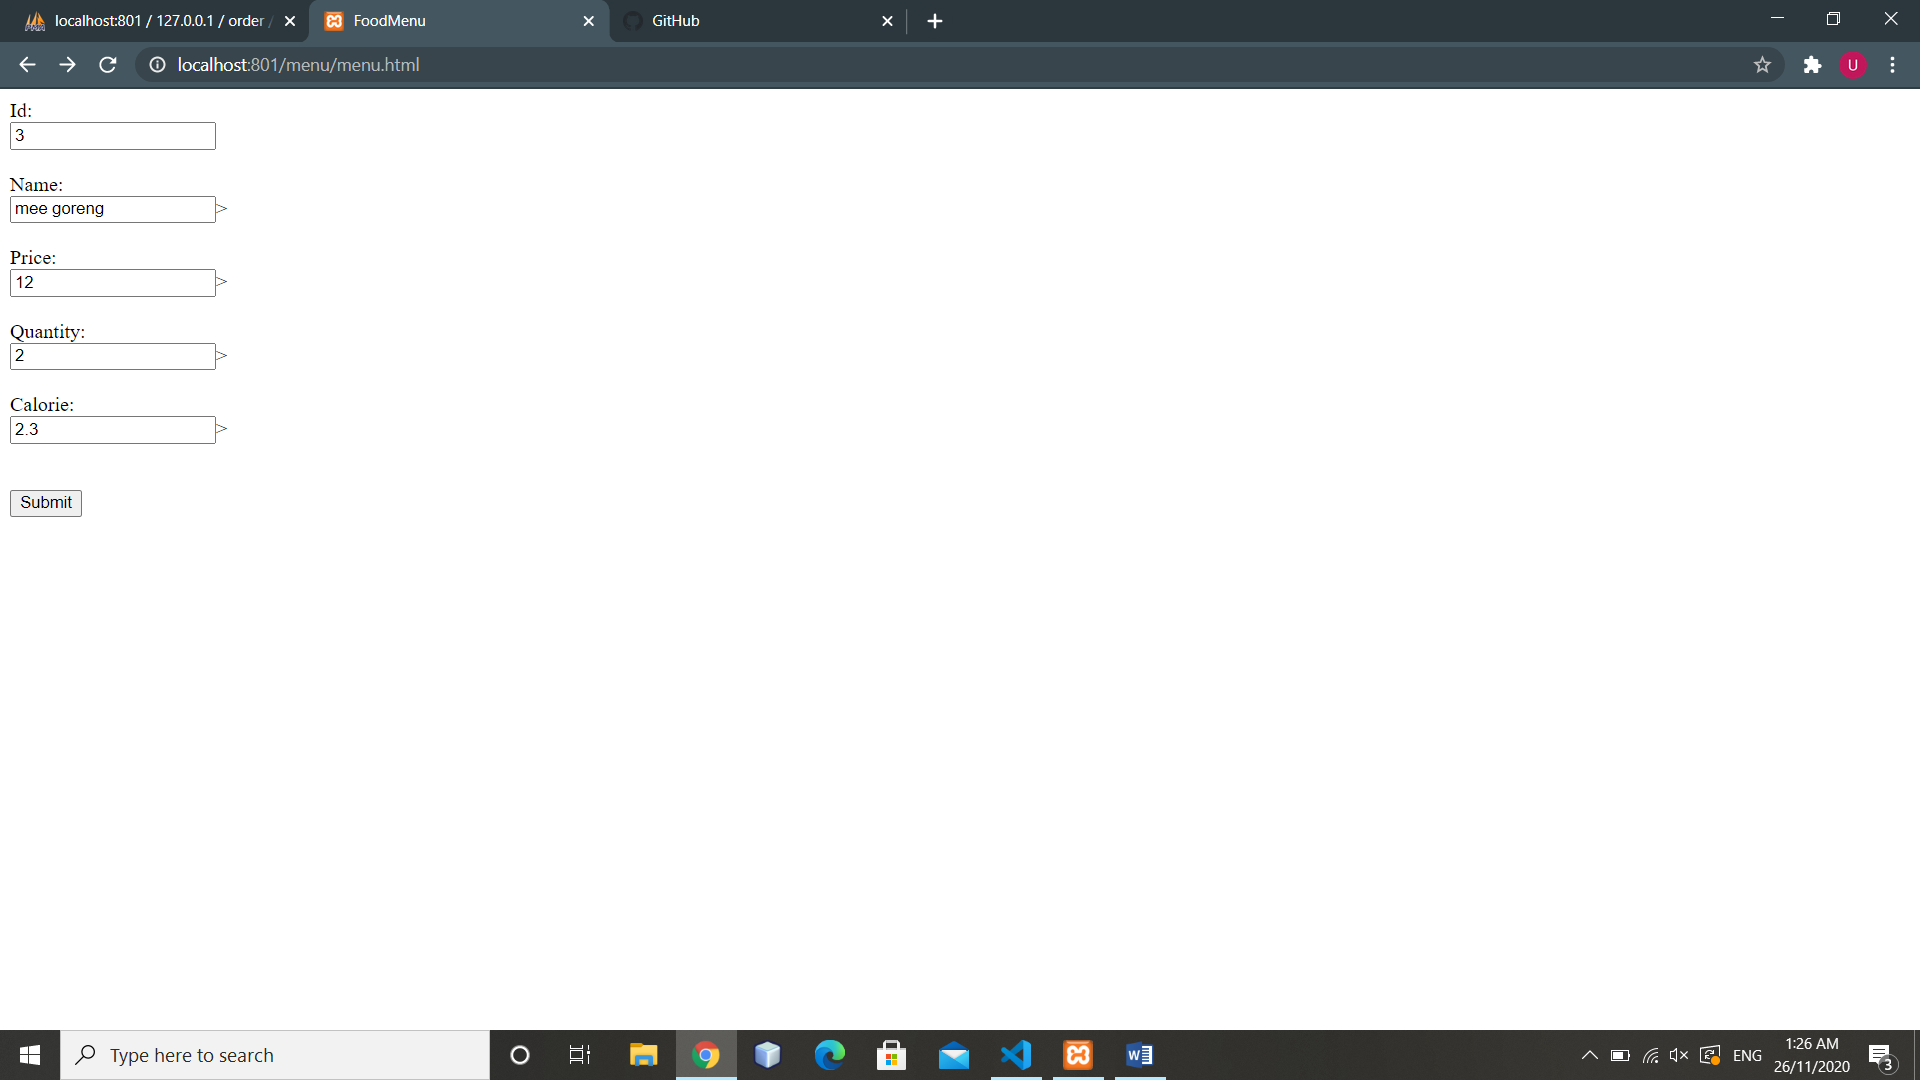 localhost:801 / 127.0.0.1 / order /
FoodMenu
GitHub
localhost:801/menu/menu.html
U
Id:
3
Name:
mee goreng>
Price:
12>
Quantity:
2>
Calorie:
2.3>
Submit
Type here to search
ENG
1:26 AM
26/11/2020
3